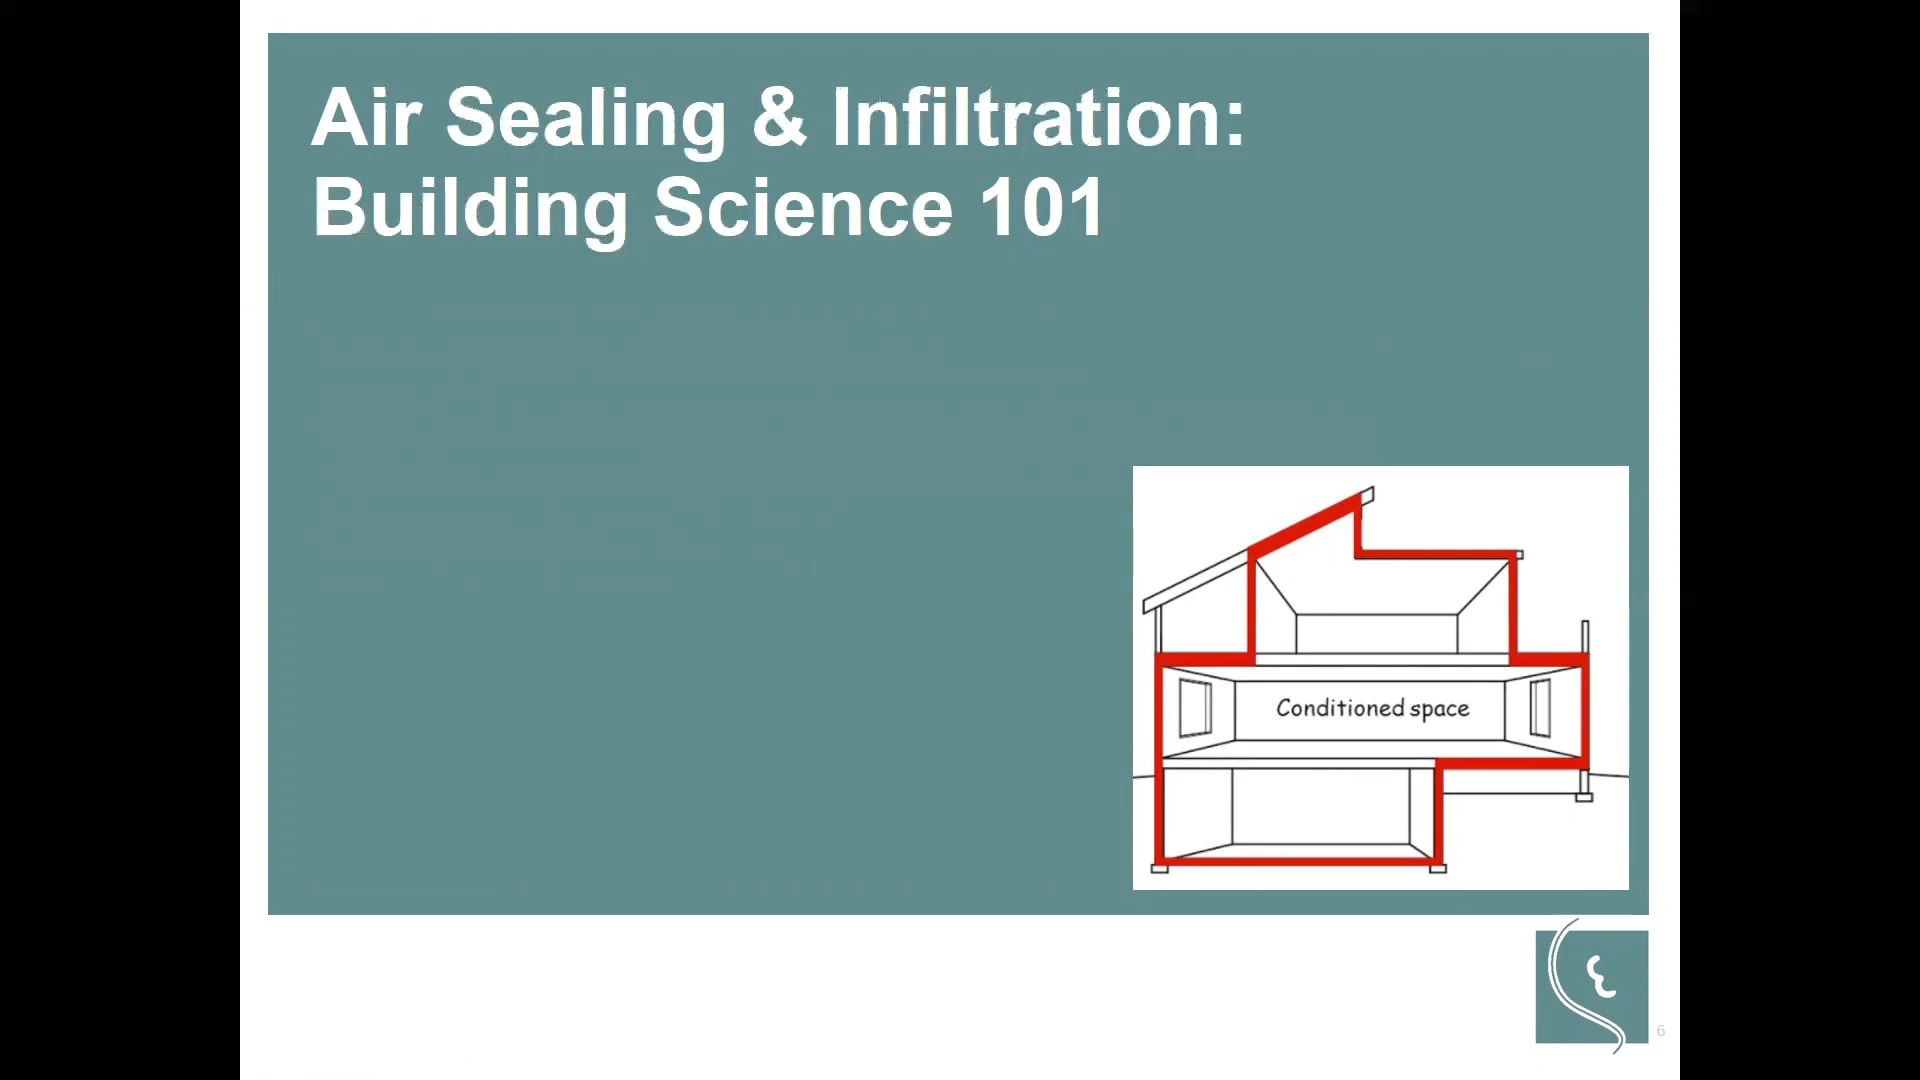 Air Sealing & Infiltration:
Building Science 101
Conditioned space
6